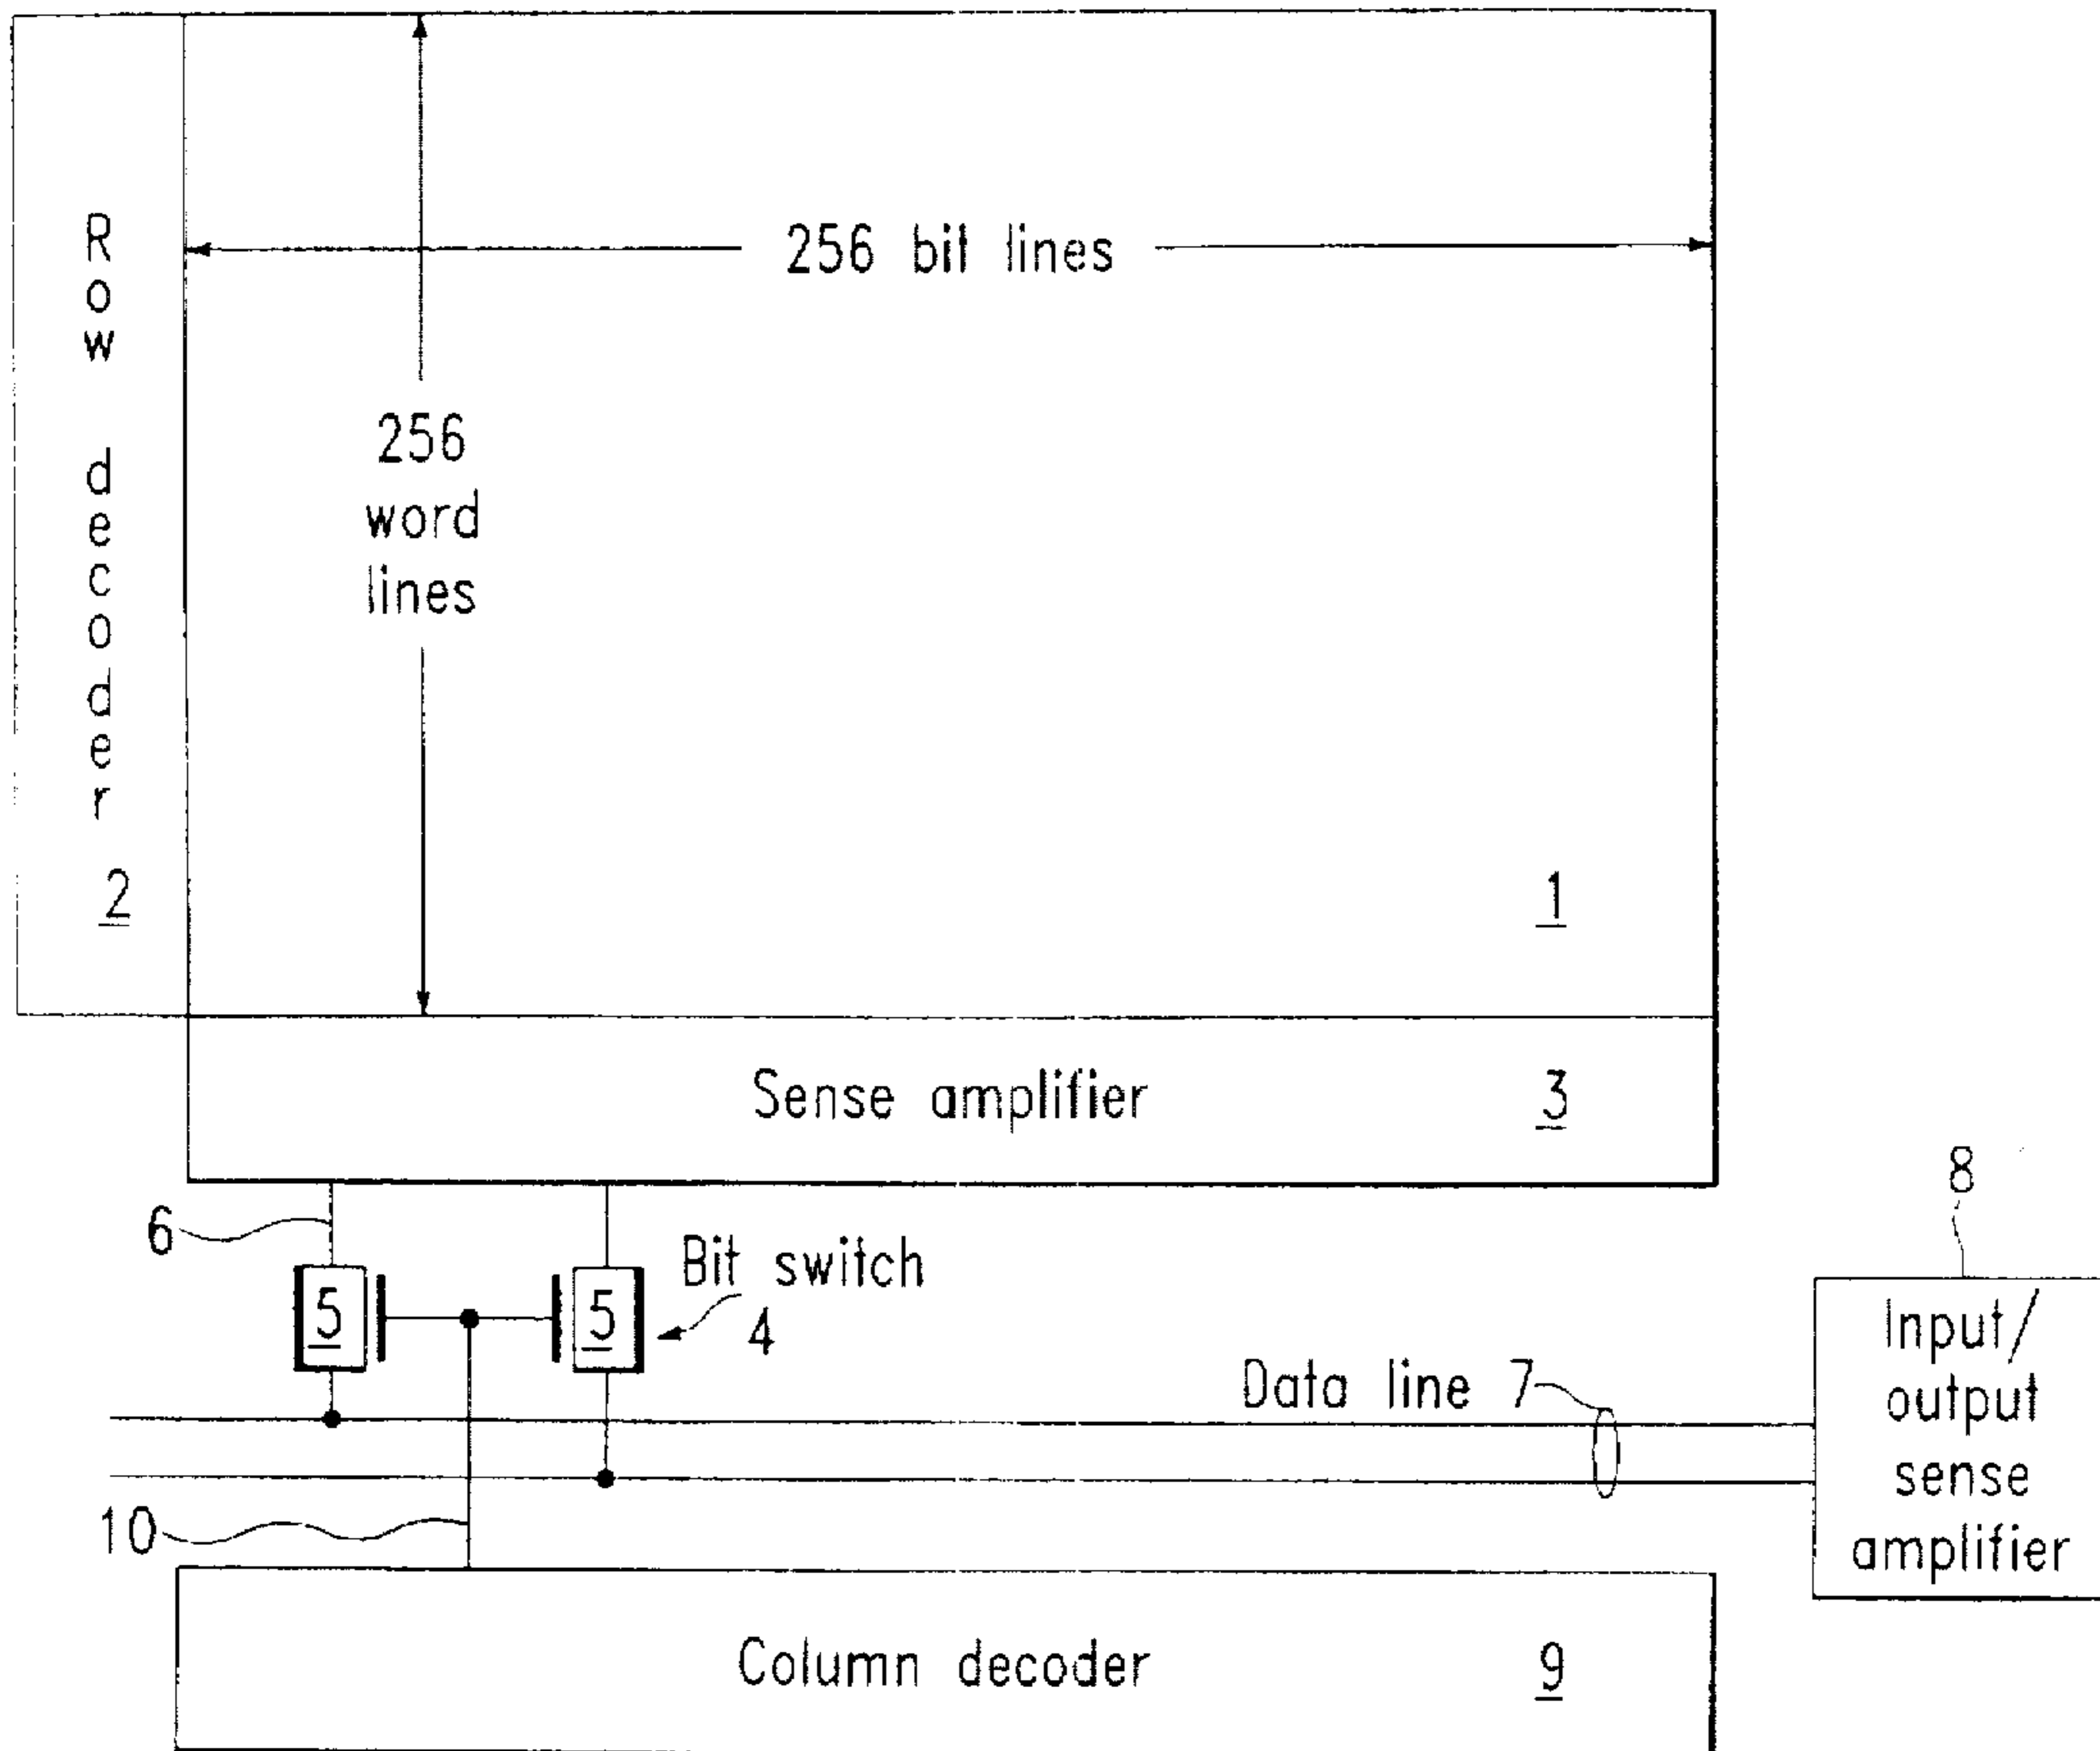 Row decoder
2
256 bit lines
256
word
lines
1
Sense amplifier 3
6
5
5
Bit switch
4
8
Input/
output
sense
amplifier
Data line 7
10
Column decoder 9